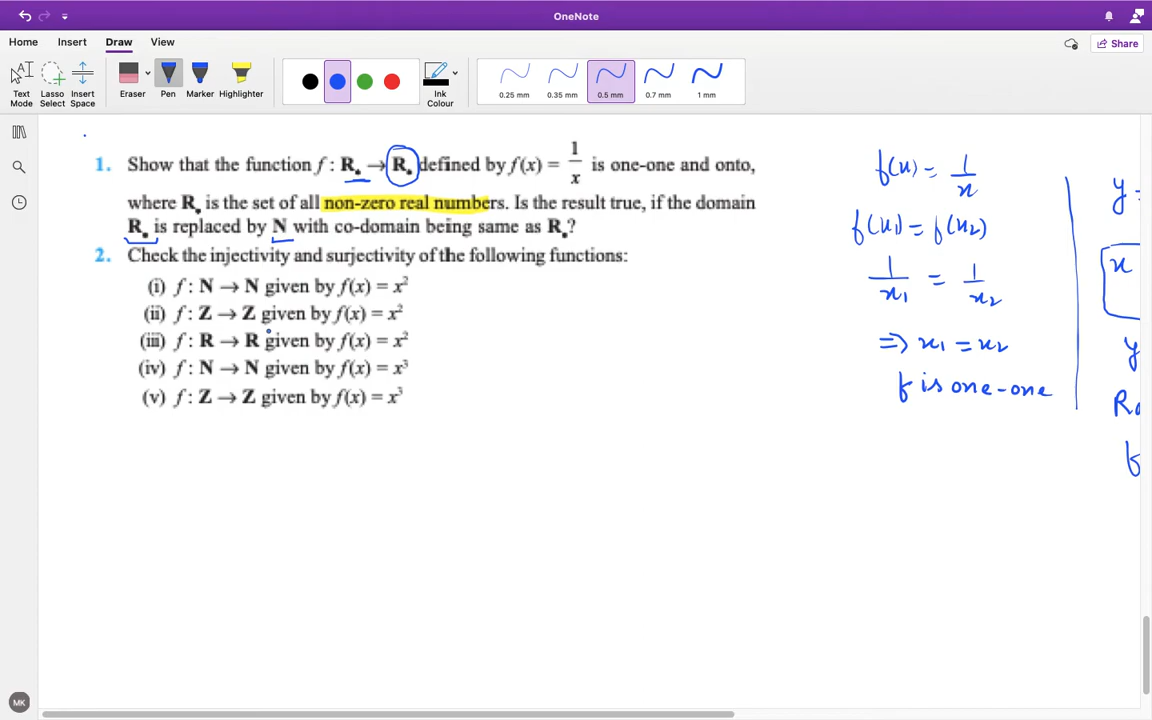 OneNote
Home Insert Draw View
Share
Text Mode
Lasso Select
Insert Space
Eraser
Pen
Marker
Highlighter
Ink Colour
0.25 mm
0.35 mm
0.5 mm
0.7 mm
1 mm
1. Show that the function f : R* → R* defined by f(x) = 1/x is one-one and onto,
where R* is the set of all non-zero real numbers. Is the result true, if the domain
R* is replaced by N with co-domain being same as R*?
2. Check the injectivity and surjectivity of the following functions:
(i) f : N → N given by f(x) = x²
(ii) f : Z → Z given by f(x) = x²
(iii) f : R → R given by f(x) = x²
(iv) f : N → N given by f(x) = x³
(v) f : Z → Z given by f(x) = x³
f(x) = 1/x
f(x₁) = f(x₂)
1/x₁ = 1/x₂
⇒ x₁ = x₂
f is one-one
y =
x
y
f
MK